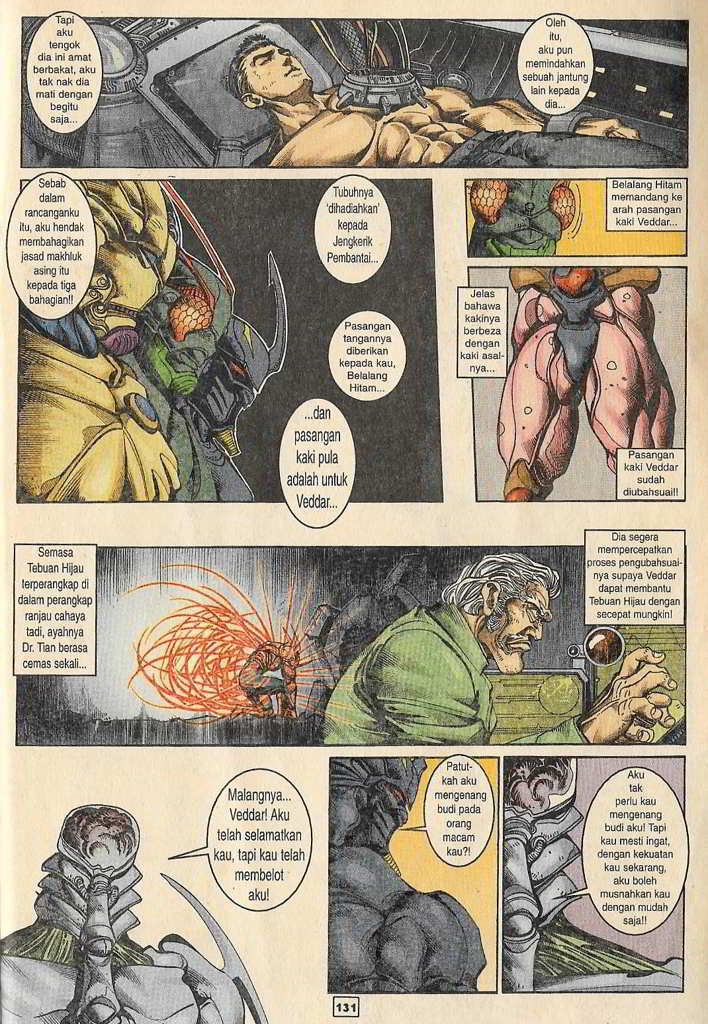 Tapi
aku
tengok
dia ini amat
berbakat, aku
tak nak dia
mati dengan
begitu
saja...
Oleh
itu,
aku pun
memindahkan
sebuah jantung
lain kepada
dia...
Sebab
dalam
rancanganku
itu, aku hendak
membahagikan
jasad makhluk
asing itu
kepada tiga
bahagian!!
Tubuhnya
'dihadiahkan'
kepada
Jengkerik
Pembantai...
Pasangan
tangannya
diberikan
kepada kau,
Belalang
Hitam...
...dan
pasangan
kaki pula
adalah untuk
Veddar...
Belalang Hitam
memandang ke
arah pasangan
kaki Veddar...
Jelas
bahawa
kakinya
berbeza
dengan
kaki asal-
nya...
Pasangan
kaki Veddar
sudah
diubahsuai!!
Semasa
Tebuan Hijau
terperangkap di
dalam perangkap
ranjau cahaya
tadi, ayahnya
Dr. Tian berasa
cemas sekali...
Dia segera
mempercepatkan
proses pengubahsuai-
nya supaya Veddar
dapat membantu
Tebuan Hijau dengan
secepat mungkin!
Malangnya...
Veddar! Aku
telah selamatkan
kau, tapi kau telah
membelot
aku!
Patut-
kah aku
mengenang
budi pada
orang
macam
kau?!
Aku
tak
perlu kau
mengenang
budi aku! Tapi
kau mesti ingat,
dengan kekuatan
kau sekarang,
aku boleh
musnahkan kau
dengan mudah
saja!!
131